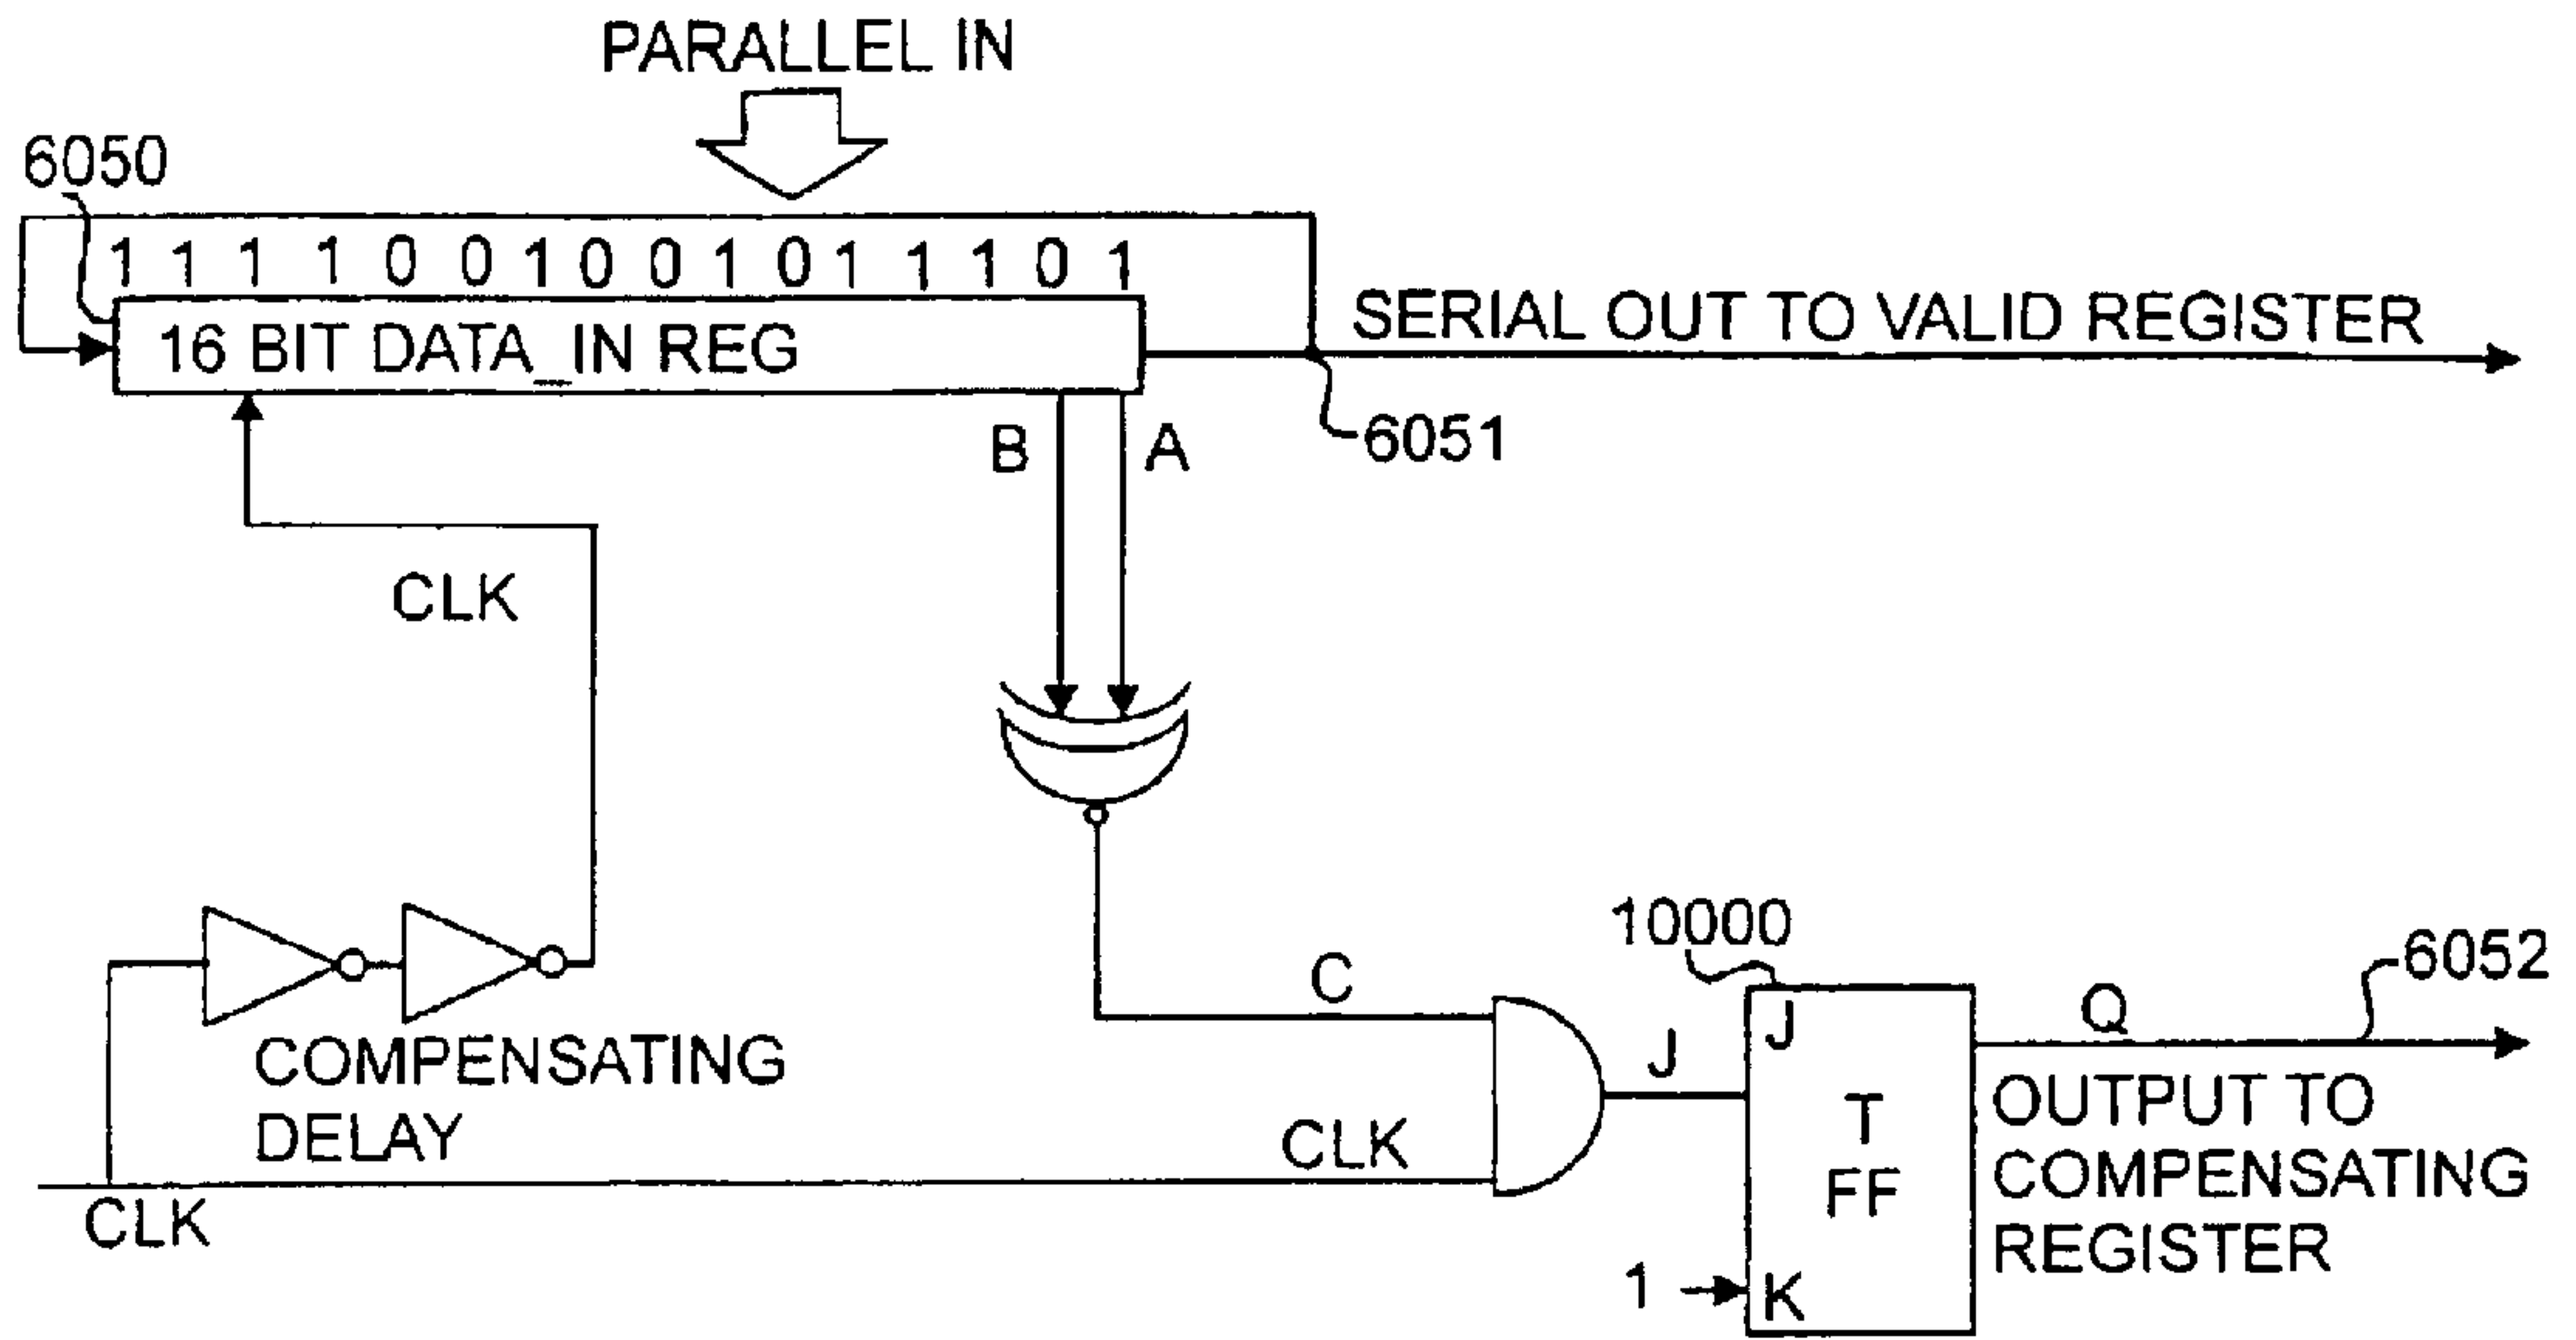 PARALLEL IN
6050
1 1 1 1 0 0 1 0 0 1 0 1 1 1 0 1
16 BIT DATA_IN REG
SERIAL OUT TO VALID REGISTER
6051
B
A
CLK
10000
6052
C
J
J
Q
COMPENSATING
DELAY
T
FF
OUTPUT TO
COMPENSATING
REGISTER
CLK
CLK
1
K